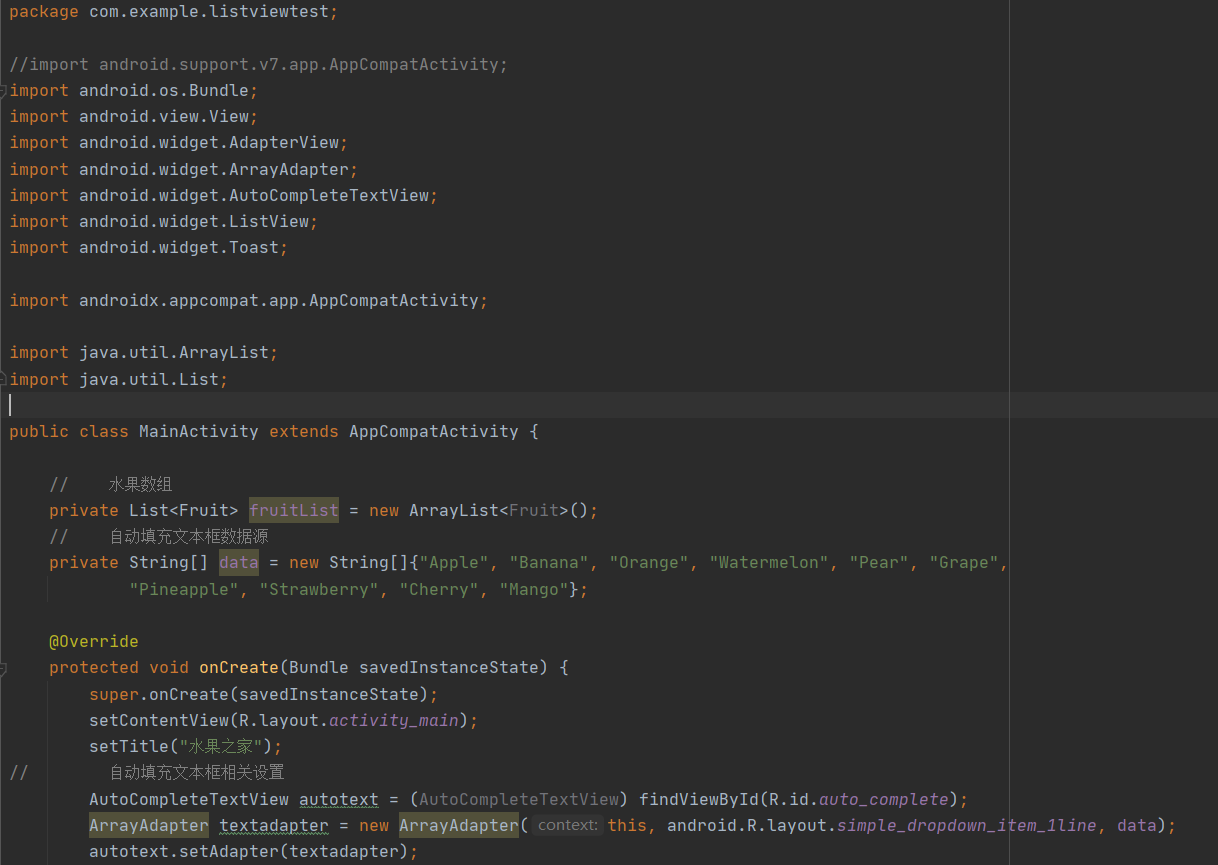 package com.example.listviewtest;
//import android.support.v7.app.AppCompatActivity;
import android.os.Bundle;
import android.view.View;
import android.widget.AdapterView;
import android.widget.ArrayAdapter;
import android.widget.AutoCompleteTextView;
import android.widget.ListView;
import android.widget.Toast;
import androidx.appcompat.app.AppCompatActivity;
import java.util.ArrayList;
import java.util.List;
public class MainActivity extends AppCompatActivity {
//    水果数组
private List<Fruit> fruitList = new ArrayList<Fruit>();
//    自动填充文本框数据源
private String[] data = new String[]{"Apple", "Banana", "Orange", "Watermelon", "Pear", "Grape",
"Pineapple", "Strawberry", "Cherry", "Mango"};
@Override
protected void onCreate(Bundle savedInstanceState) {
super.onCreate(savedInstanceState);
setContentView(R.layout.activity_main);
setTitle("水果之家");
//        自动填充文本框相关设置
AutoCompleteTextView autotext = (AutoCompleteTextView) findViewById(R.id.auto_complete);
ArrayAdapter textadapter = new ArrayAdapter( context: this, android.R.layout.simple_dropdown_item_1line, data);
autotext.setAdapter(textadapter);